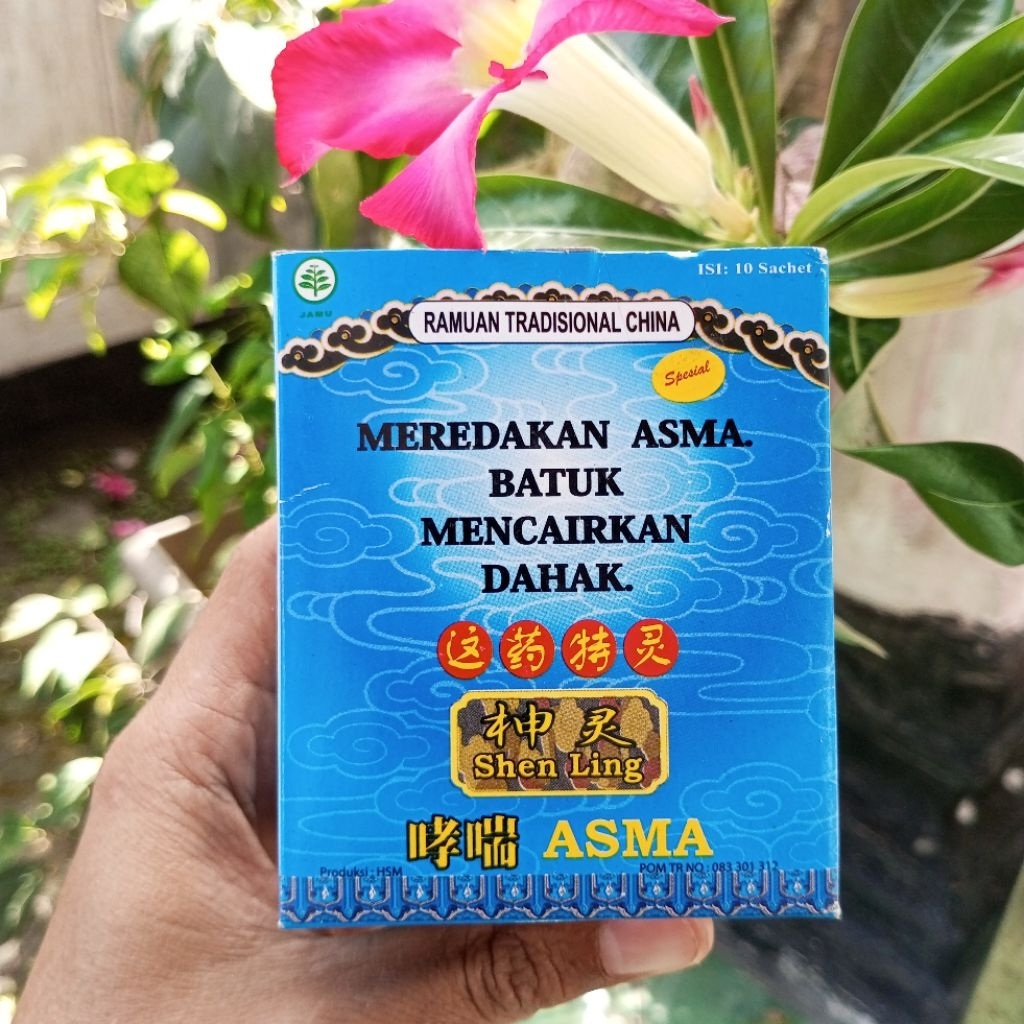 ISI: 10 Sachet
JAMU
RAMUAN TRADISIONAL CHINA
Spesial
MEREDAKAN ASMA.
BATUK
MENCAIRKAN
DAHAK.
这药特灵
柛灵
Shen Ling
哮喘 ASMA
Produksi : HSM
POM TR NO : 083 301 312